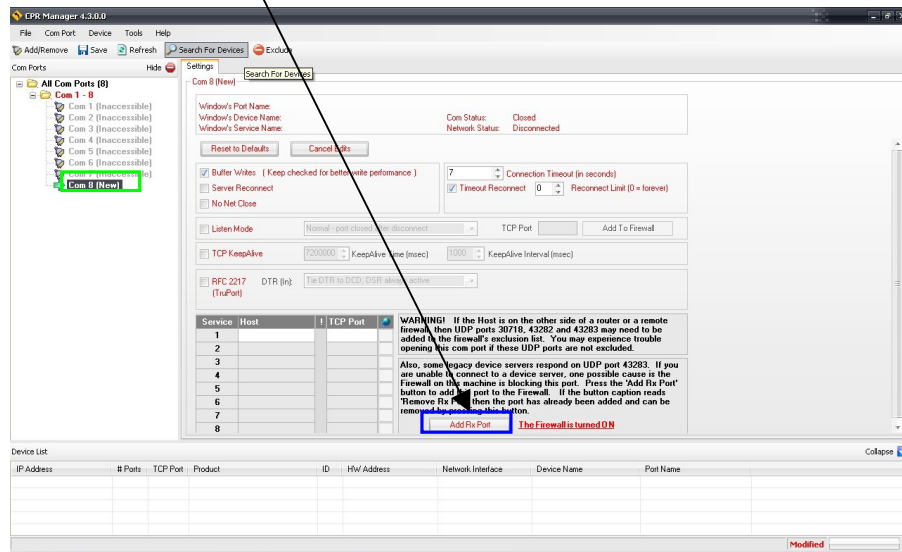 CPR Manager 4.3.0.0
File Com Port Device Tools Help
Add/Remove Save Refresh Search For Devices Exclude
Com Ports Hide Settings
Search For Devices
All Com Ports (8)
Com 1 - 8
Com 1 (Inaccessible)
Com 2 (Inaccessible)
Com 3 (Inaccessible)
Com 4 (Inaccessible)
Com 5 (Inaccessible)
Com 6 (Inaccessible)
Com 7 (Inaccessible)
Com 8 (New)
Com 8 (New)
Window's Port Name:
Window's Device Name: Com Status: Closed
Window's Service Name: Network Status: Disconnected
Reset to Defaults Cancel Edits
Buffer Writes ( Keep checked for better write performance ) 7 Connection Timeout (in seconds)
Server Reconnect Timeout Reconnect 0 Reconnect Limit (0 = forever)
No Net Close
Listen Mode Normal - port closed after disconnect TCP Port Add To Firewall
TCP KeepAlive 7200000 KeepAlive Time (msec) 1000 KeepAlive Interval (msec)
RFC 2217 DTR (In): Tie DTR to DCD, DSR always active
(TruPort)
Service Host ! TCP Port
1
2
3
4
5
6
7
8
WARNING! If the Host is on the other side of a router or a remote
firewall, then UDP ports 30718, 43282 and 43283 may need to be
added to the firewall's exclusion list. You may experience trouble
opening this com port if these UDP ports are not excluded.
Also, some legacy device servers respond on UDP port 43283. If you
are unable to connect to a device server, one possible cause is the
Firewall on this machine is blocking this port. Press the 'Add Rx Port'
button to add this port to the Firewall. If the button caption reads
'Remove Rx Port' then the port has already been added and can be
removed by pressing this button.
Add Rx Port The Firewall is turned ON
Device List Collapse
IP Address # Ports TCP Port Product ID HW Address Network Interface Device Name Port Name
Modified